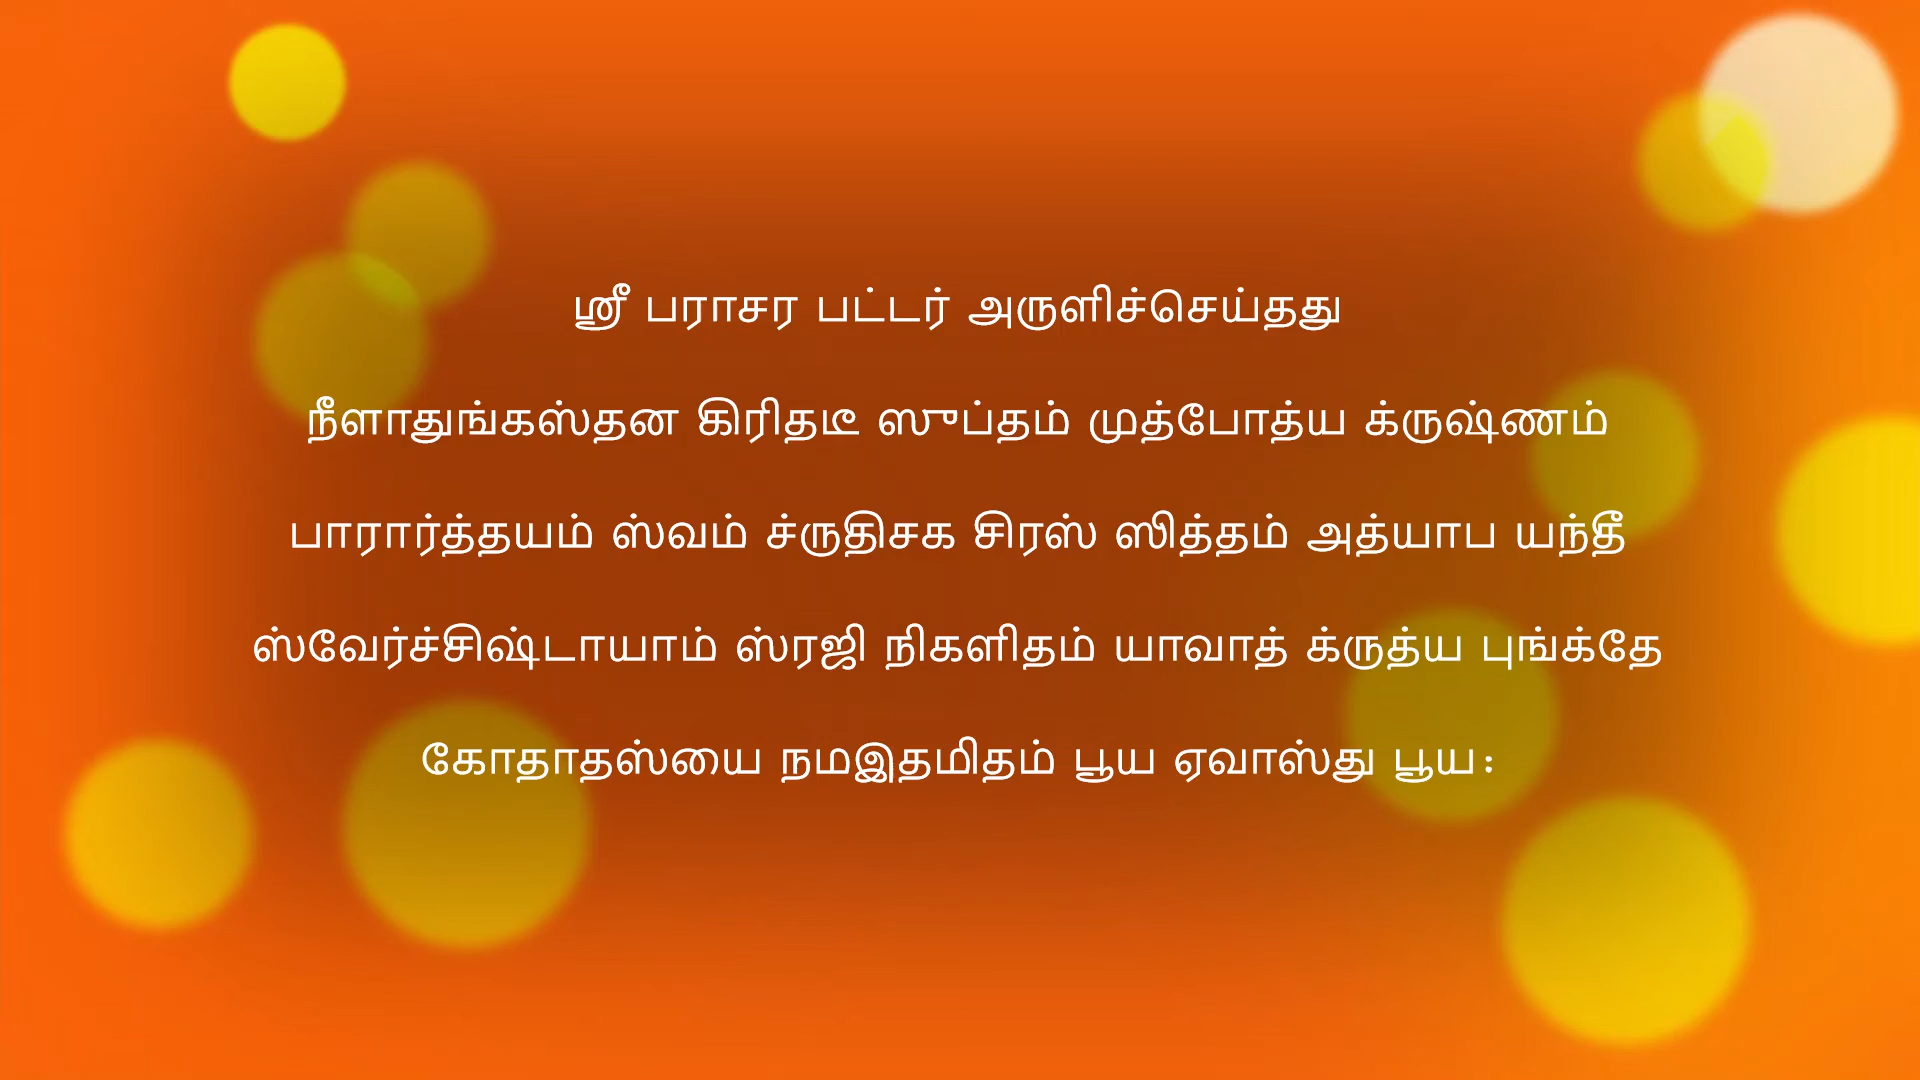 ஸ்ரீ பராசர பட்டர் அருளிச்செய்தது
நீளாதுங்கஸ்தன கிரிதடீ ஸுப்தம் முத்போத்ய க்ருஷ்ணம்
பாரார்த்தயம் ஸ்வம் ச்ருதிசக சிரஸ் ஸித்தம் அத்யாப யந்தீ
ஸ்வேர்ச்சிஷ்டாயாம் ஸ்ரஜி நிகளிதம் யாவாத் க்ருத்ய புங்க்தே
கோதாதஸ்யை நமஇதமிதம் பூய ஏவாஸ்து பூய: